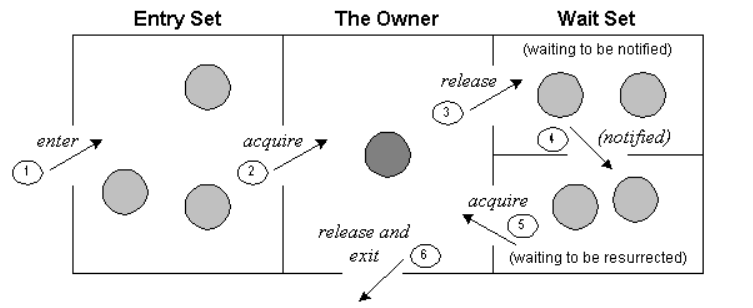 Entry Set
The Owner
Wait Set
(waiting to be notified)
enter
1
acquire
2
release
3
4
(notified)
acquire
5
(waiting to be resurrected)
release and
exit
6